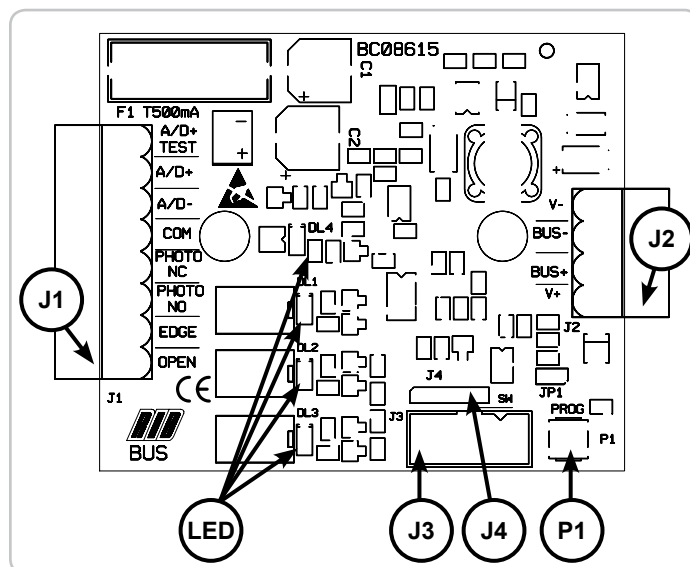 BC08615
C1
F1 T500mA
C2
A/D+
TEST
A/D+
A/D-
COM
PHOTO
NC
PHOTO
NO
EDGE
OPEN
J1
J1
DL4
DL1
DL2
DL3
V-
BUS-
BUS+
V+
J2
J2
J4
JP1
SW
J3
PROG
P1
CE
BUS
LED
J3
J4
P1